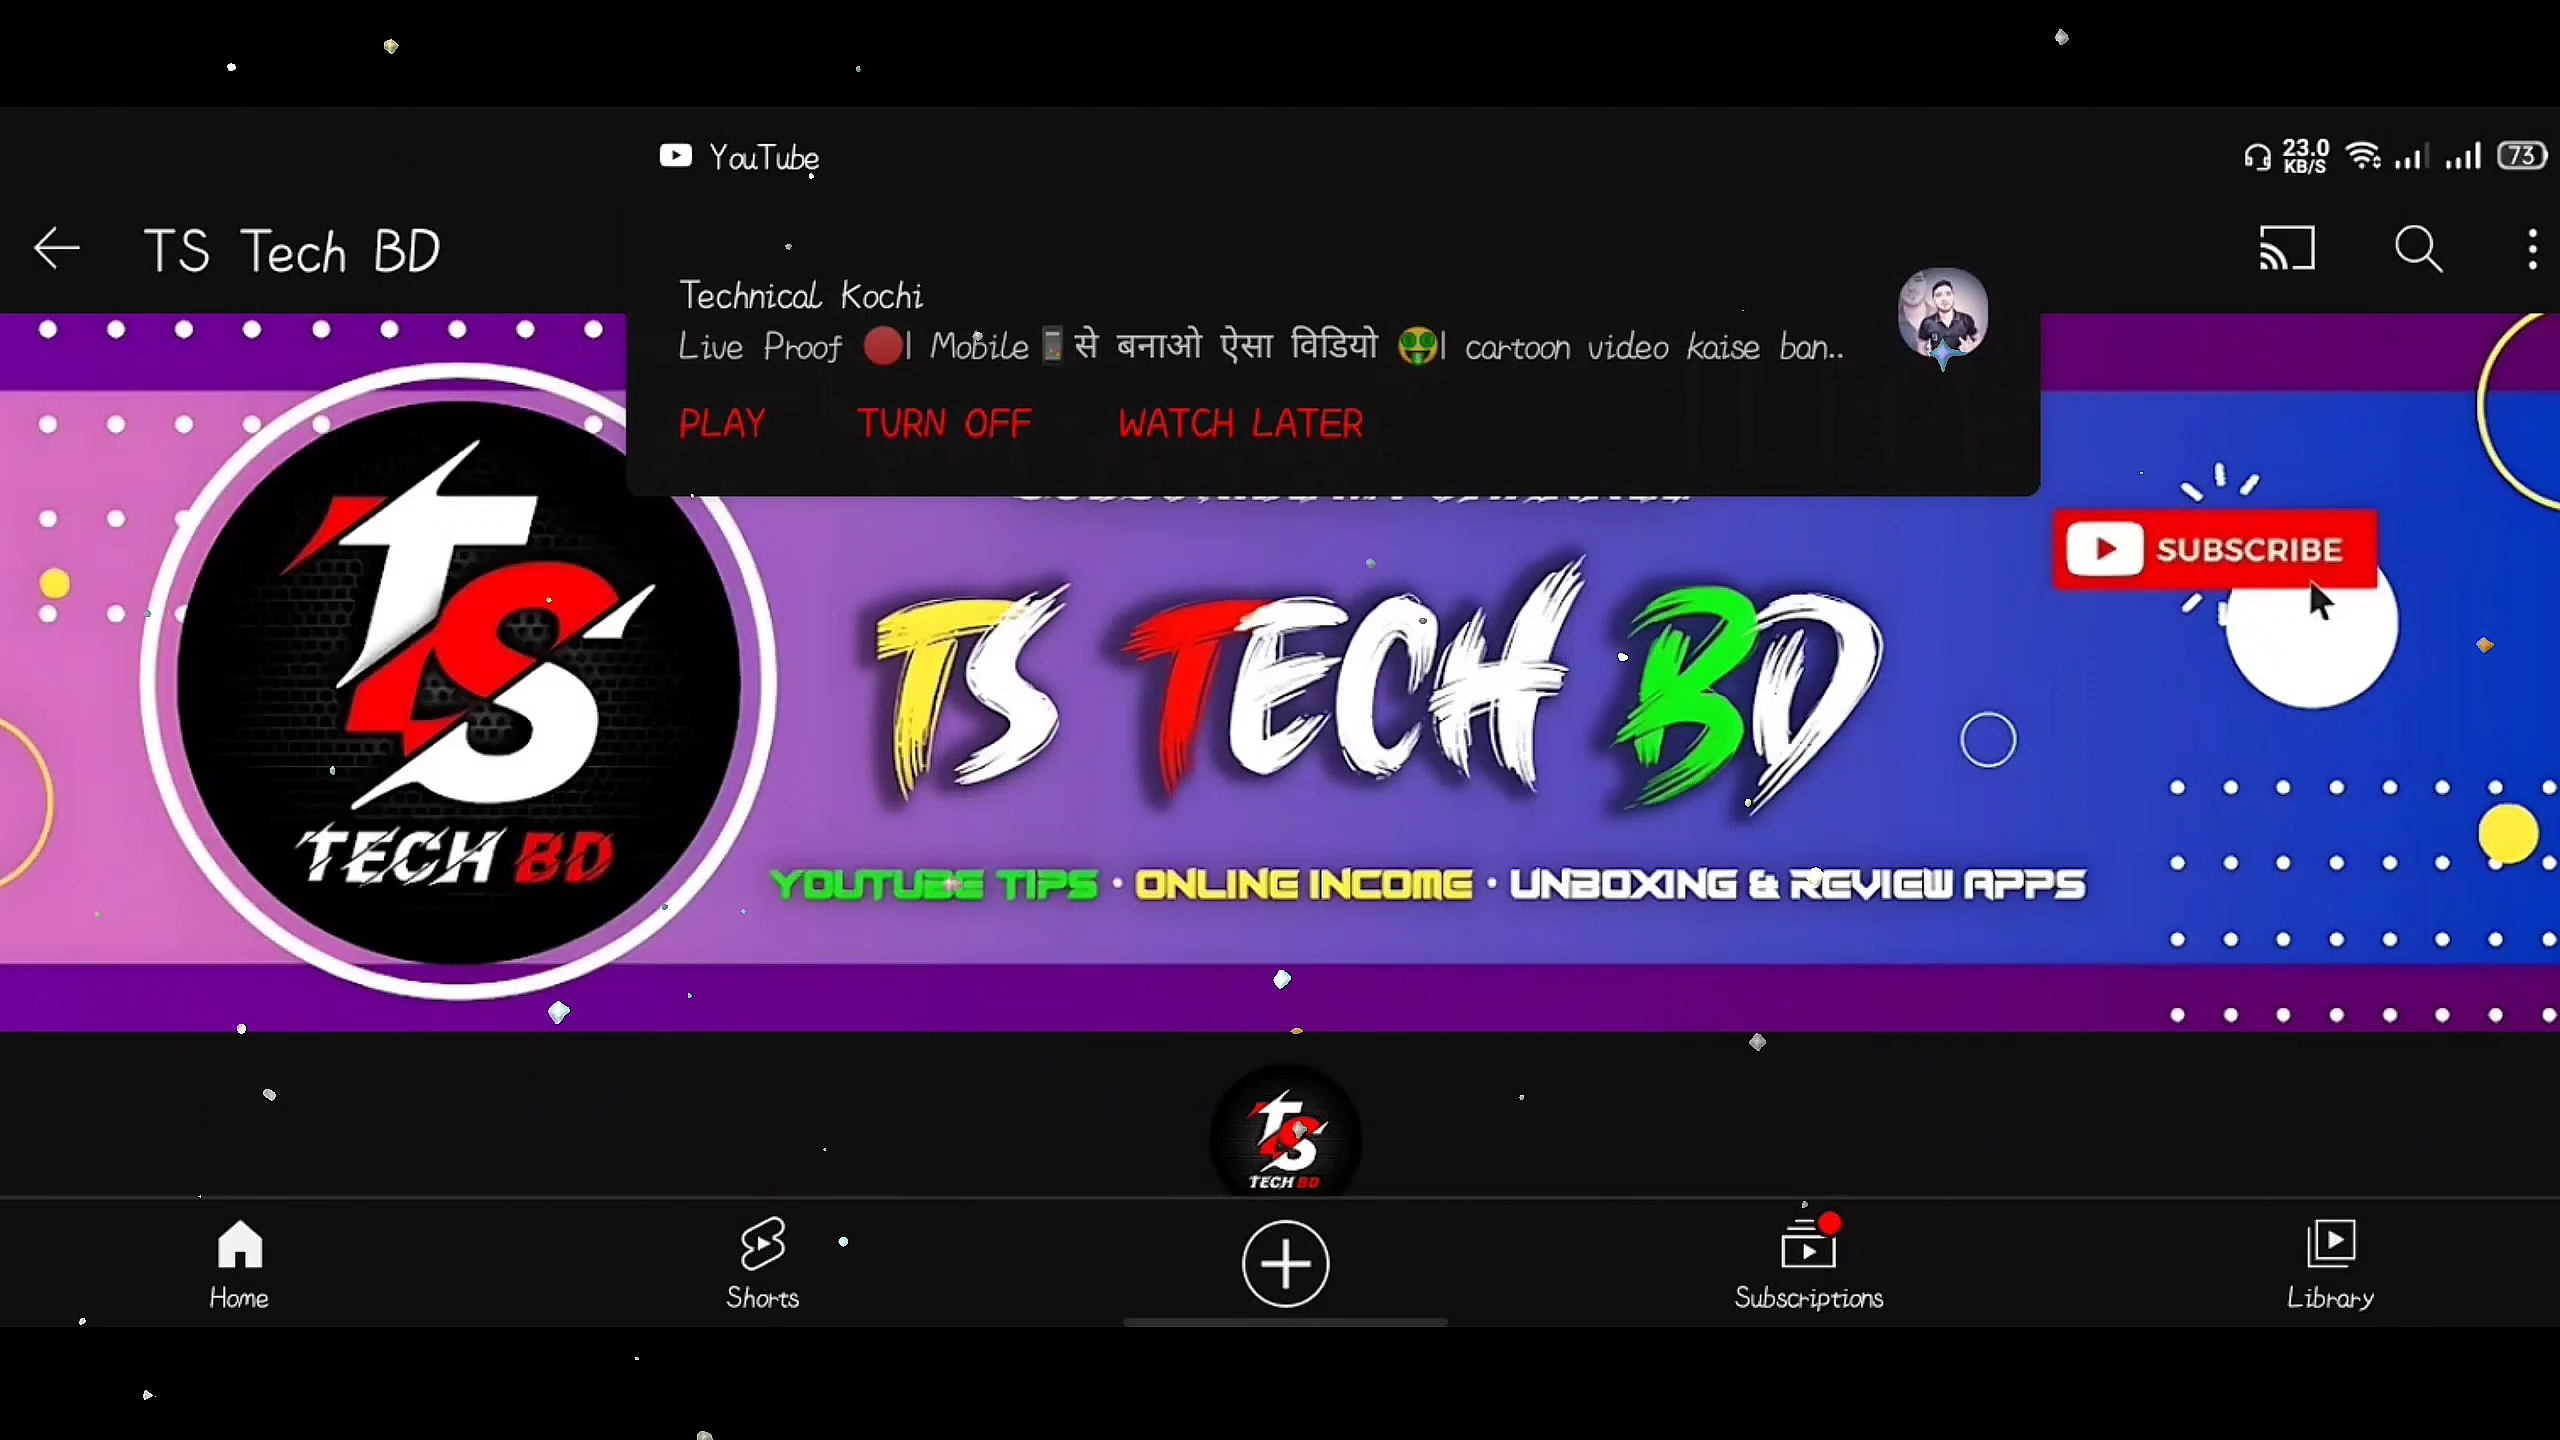 YouTube
23.0
KB/S
73
TS Tech BD
Technical Kochi
Live Proof 🔴| Mobile📱से बनाओ ऐसा विडियो 🤑| cartoon video kaise ban..
PLAY TURN OFF WATCH LATER
SUBSCRIBE
TS
TECH BD
TS TECH BD
YOUTUBE TIPS • ONLINE INCOME • UNBOXING & REVIEW APPS
TS
TECH BD
Home
Shorts
Subscriptions
Library